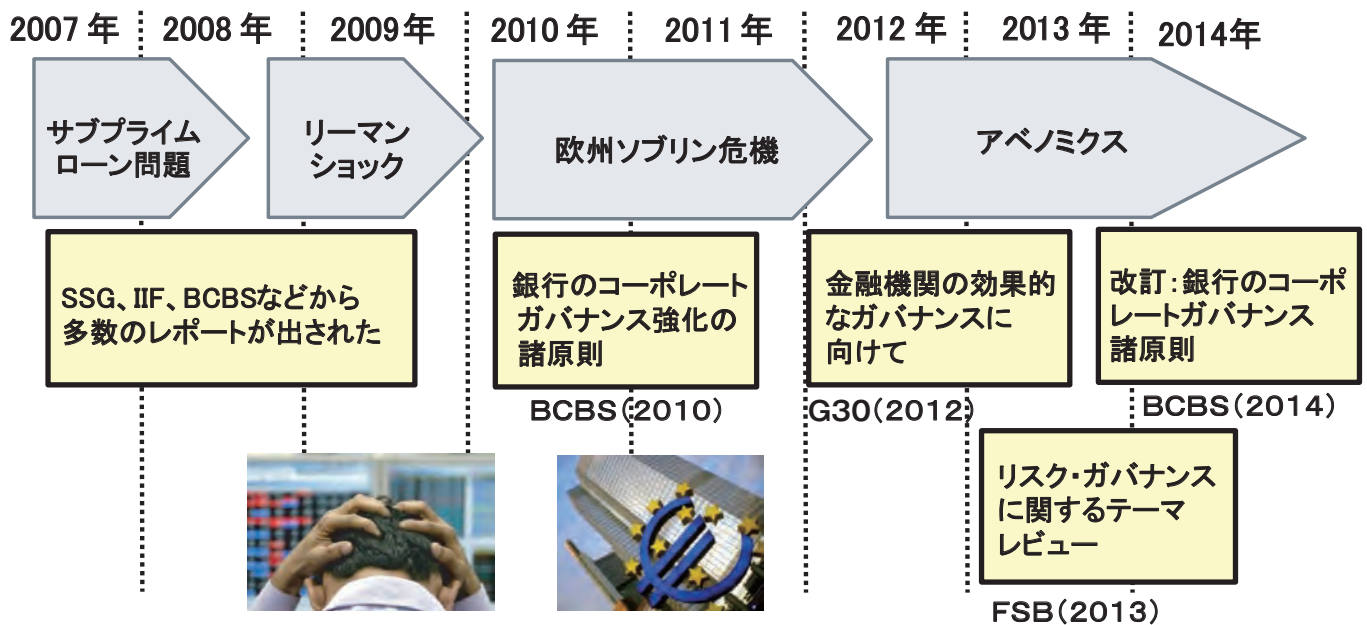 2007年
2008年
2009年
2010年
2011年
2012年
2013年
2014年
サブプライム
ローン問題
リーマン
ショック
欧州ソブリン危機
アベノミクス
SSG、IIF、BCBSなどから
多数のレポートが出された
銀行のコーポレート
ガバナンス強化の
諸原則
BCBS(2010)
金融機関の効果的
なガバナンスに
向けて
G30(2012)
改訂：銀行のコーポ
レートガバナンス
諸原則
BCBS(2014)
リスク・ガバナンス
に関するテーマ
レビュー
FSB(2013)